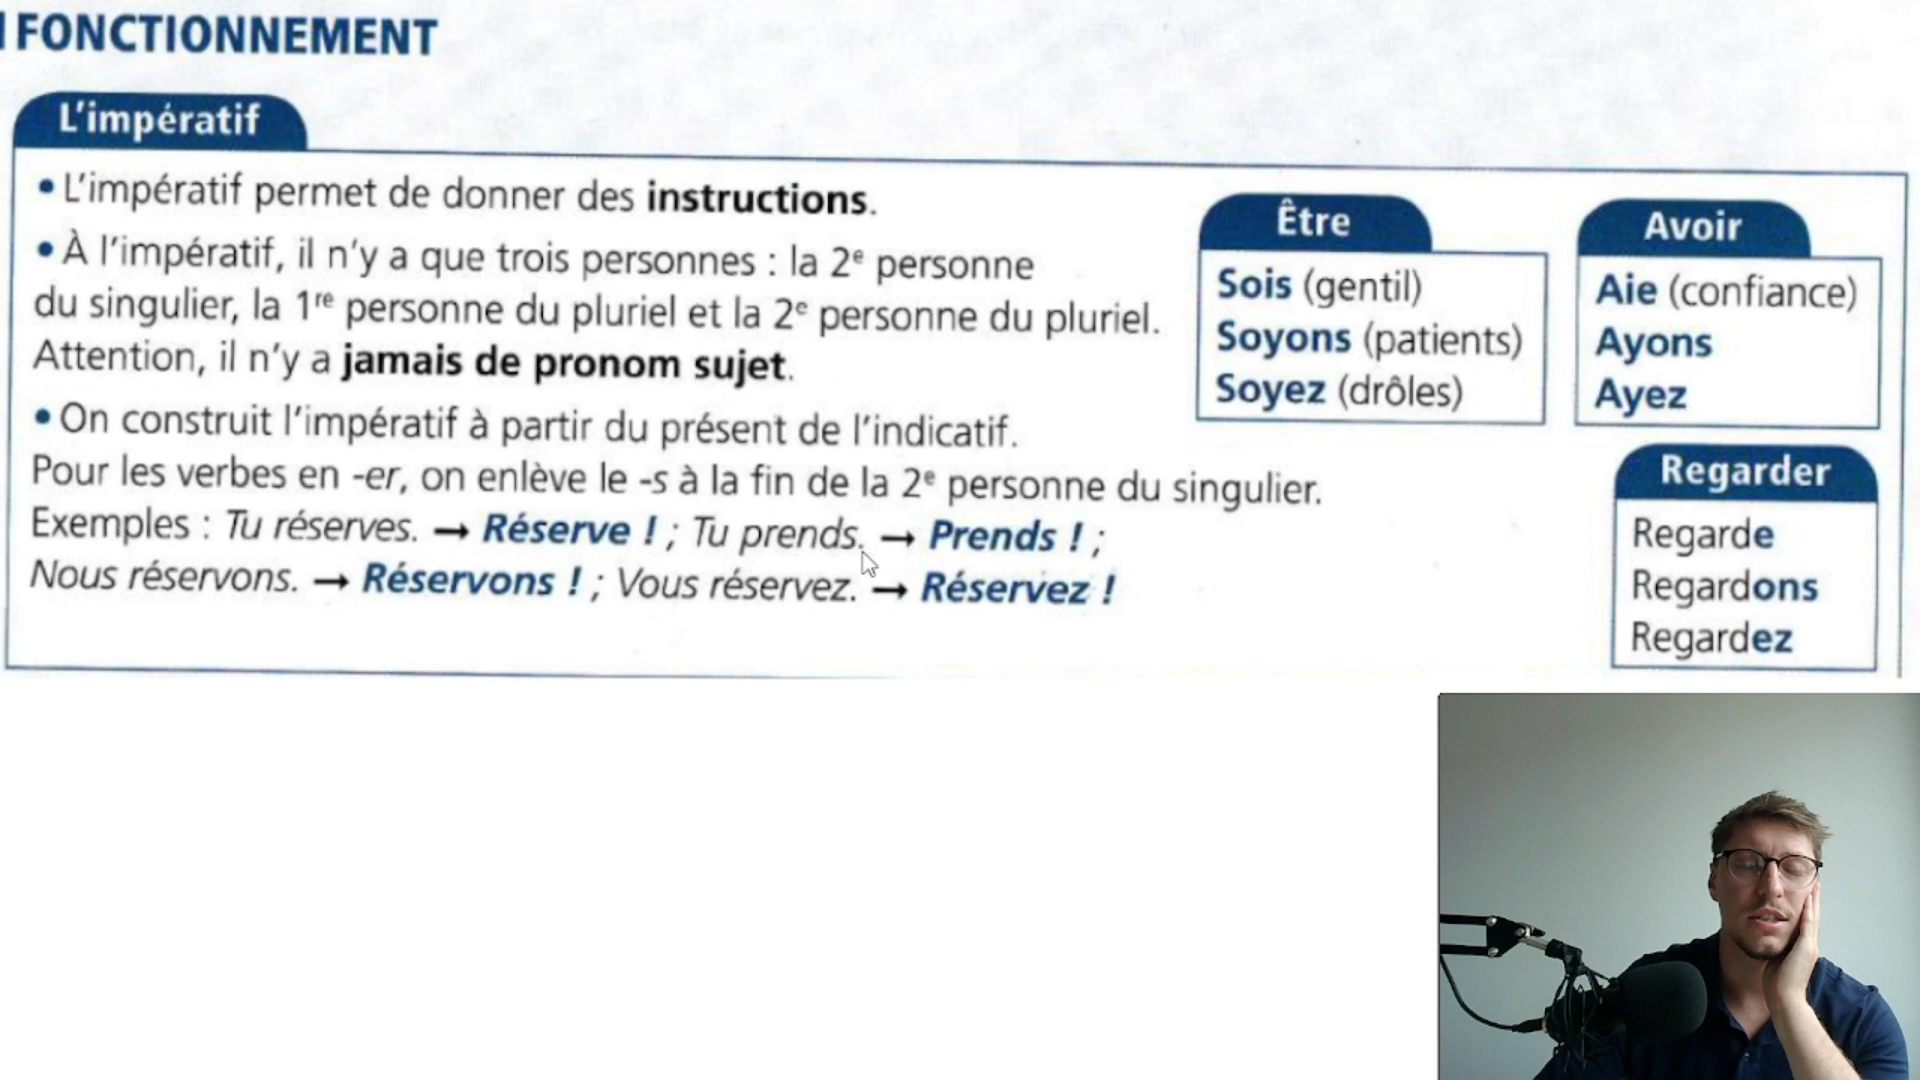 FONCTIONNEMENT
L'impératif
• L'impératif permet de donner des instructions.
• À l'impératif, il n'y a que trois personnes : la 2e personne
du singulier, la 1re personne du pluriel et la 2e personne du pluriel.
Attention, il n'y a jamais de pronom sujet.
• On construit l'impératif à partir du présent de l'indicatif.
Pour les verbes en -er, on enlève le -s à la fin de la 2e personne du singulier.
Exemples : Tu réserves. → Réserve ! ; Tu prends. → Prends ! ;
Nous réservons. → Réservons ! ; Vous réservez. → Réservez !
Être
Sois (gentil)
Soyons (patients)
Soyez (drôles)
Avoir
Aie (confiance)
Ayons
Ayez
Regarder
Regarde
Regardons
Regardez